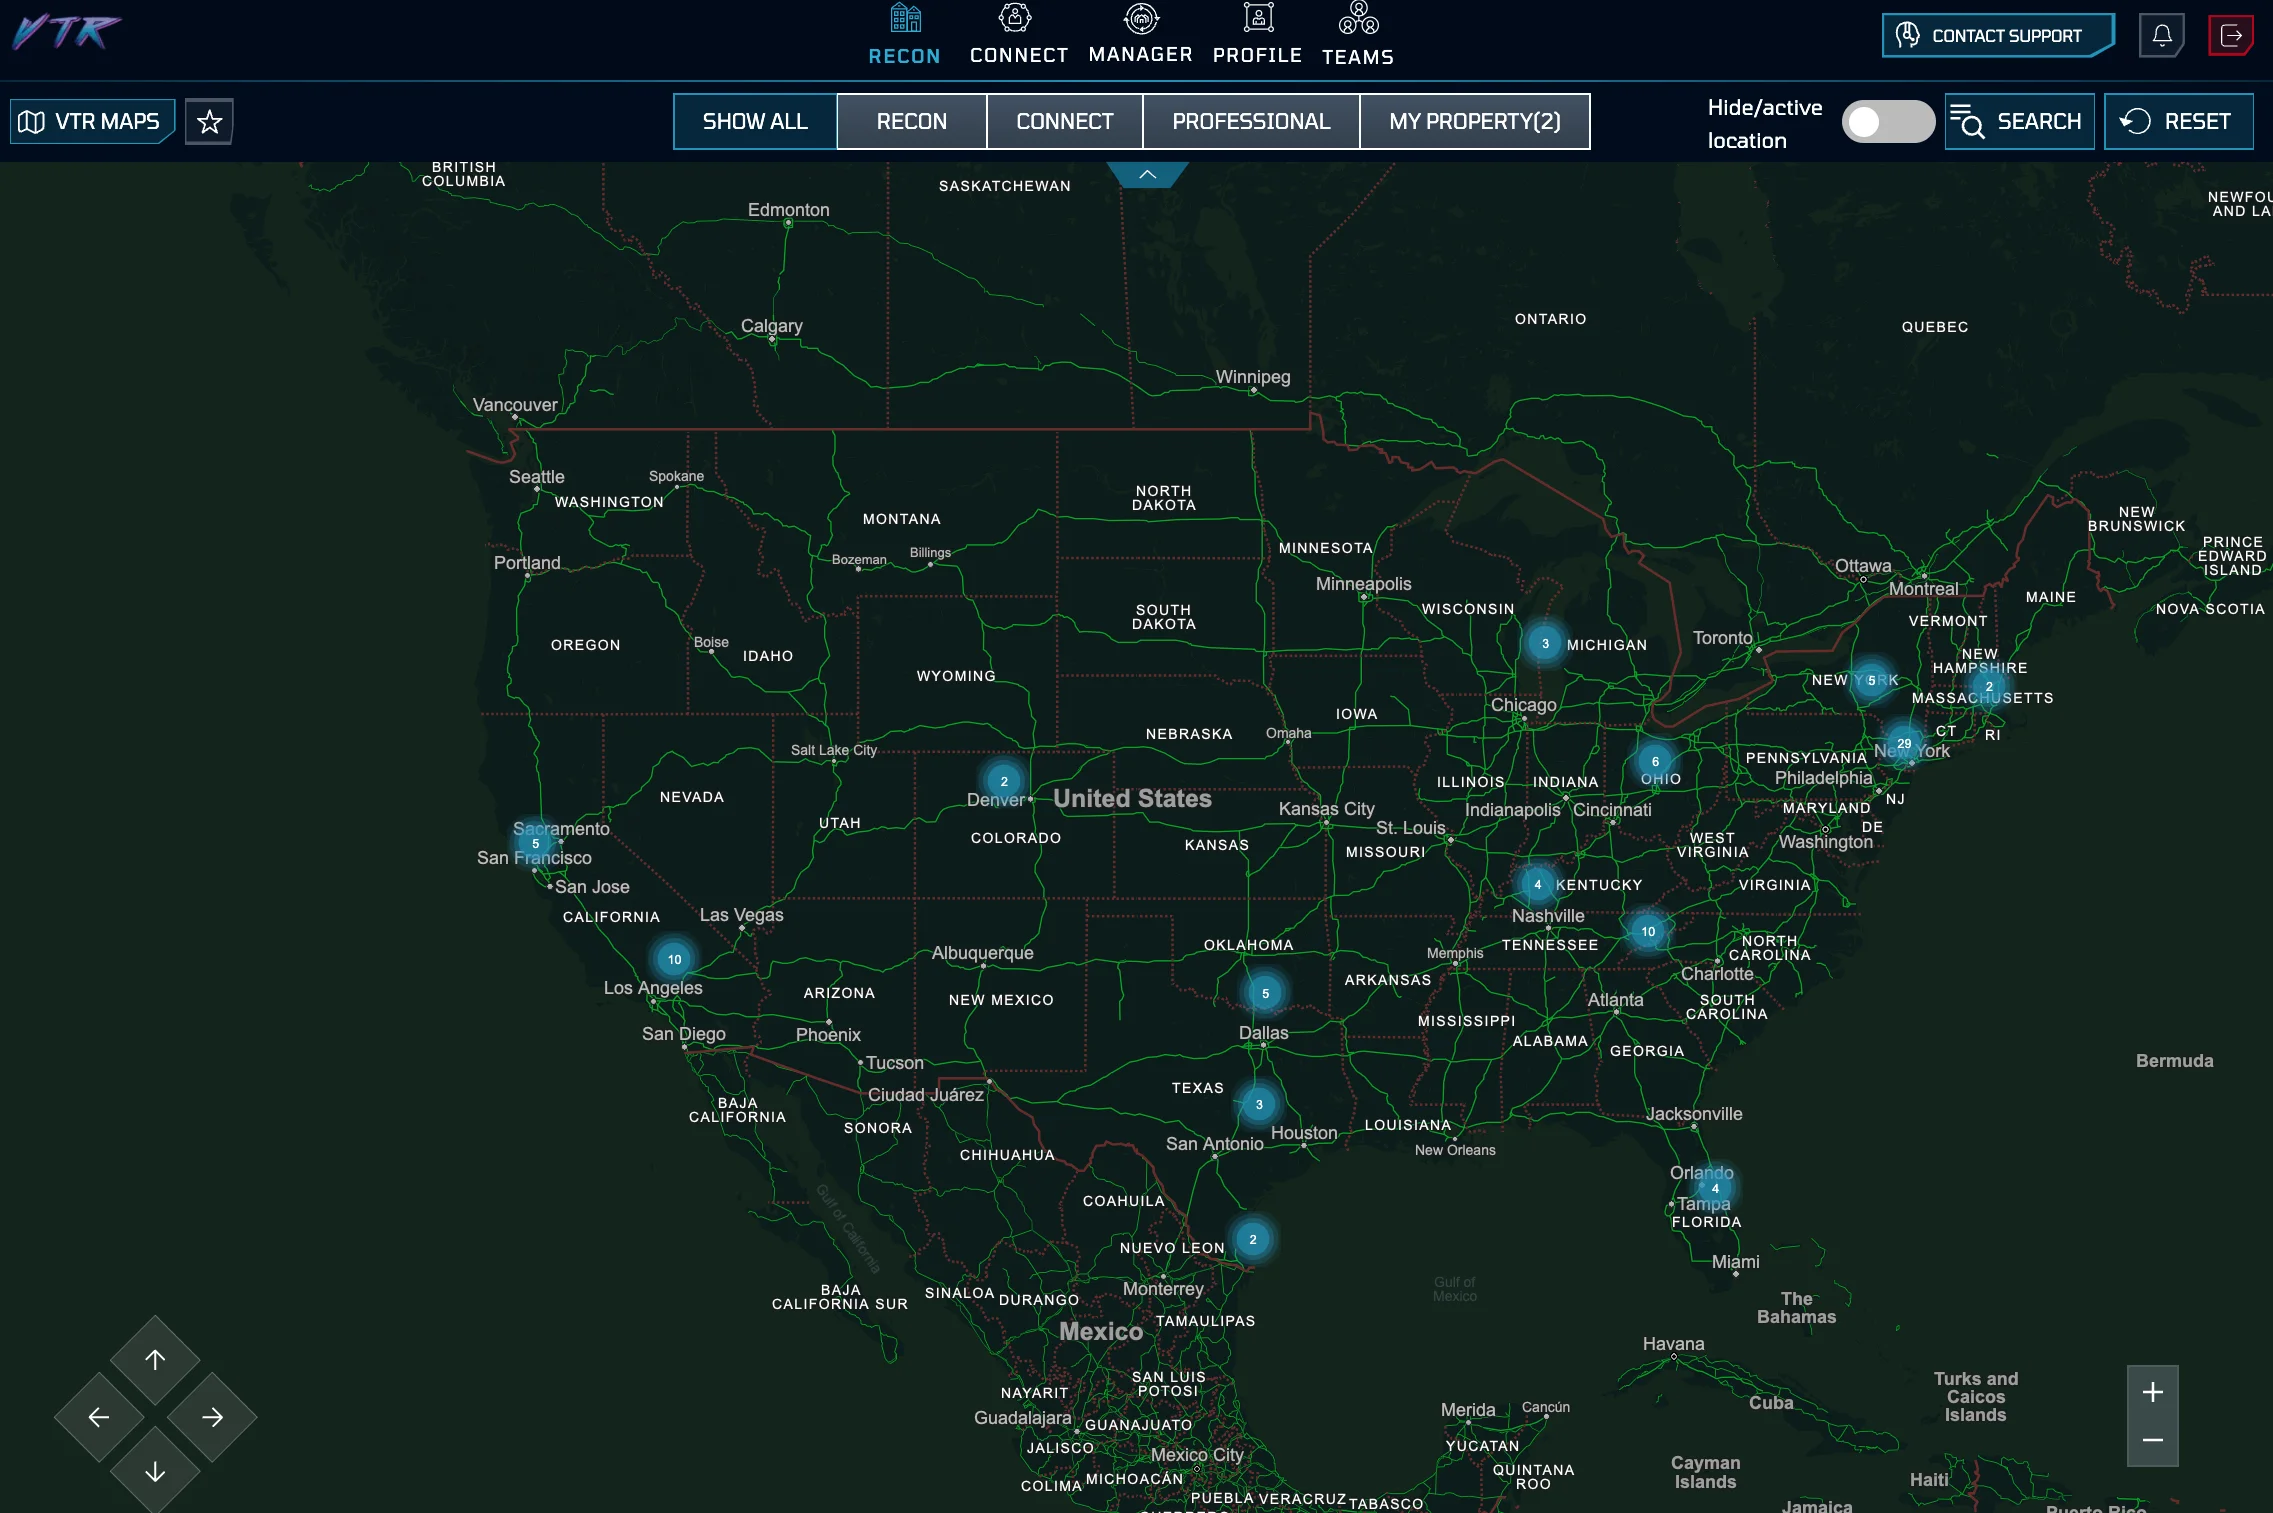 VTR
RECON
CONNECT
MANAGER
PROFILE
TEAMS
CONTACT SUPPORT
VTR MAPS
SHOW ALL
RECON
CONNECT
PROFESSIONAL
MY PROPERTY(2)
Hide/active
location
SEARCH
RESET
BRITISH
COLUMBIA
SASKATCHEWAN
Edmonton
NEWFOU
AND LA
Calgary
ONTARIO
QUEBEC
Winnipeg
Vancouver
Seattle
Spokane
WASHINGTON
MONTANA
NORTH
DAKOTA
NEW
BRUNSWICK
PRINCE
EDWARD
ISLAND
Portland
Bozeman
Billings
MINNESOTA
Minneapolis
Ottawa
Montreal
MAINE
NOVA SCOTIA
SOUTH
DAKOTA
WISCONSIN
VERMONT
OREGON
Boise
IDAHO
3
MICHIGAN
Toronto
NEW
HAMPSHIRE
WYOMING
NEW YORK
5
2
MASSACHUSETTS
Chicago
IOWA
NEBRASKA
Omaha
CT
RI
29
New York
Salt Lake City
PENNSYLVANIA
6
OHIO
Philadelphia
2
Denver
United States
NEVADA
ILLINOIS
INDIANA
NJ
Kansas City
Indianapolis
Cincinnati
MARYLAND
DE
UTAH
COLORADO
Sacramento
5
San Francisco
St. Louis
KANSAS
MISSOURI
WEST
VIRGINIA
Washington
San Jose
4
KENTUCKY
VIRGINIA
CALIFORNIA
Las Vegas
Nashville
10
10
Albuquerque
OKLAHOMA
TENNESSEE
NORTH
CAROLINA
Memphis
Los Angeles
ARIZONA
NEW MEXICO
5
ARKANSAS
Charlotte
Atlanta
SOUTH
CAROLINA
San Diego
Phoenix
Dallas
MISSISSIPPI
ALABAMA
GEORGIA
Tucson
Bermuda
Ciudad Juárez
TEXAS
3
BAJA
CALIFORNIA
SONORA
Jacksonville
LOUISIANA
San Antonio
Houston
New Orleans
CHIHUAHUA
Orlando
4
Tampa
FLORIDA
COAHUILA
Gulf of California
NUEVO LEON
2
Miami
Monterrey
Gulf of
Mexico
BAJA
CALIFORNIA SUR
SINALOA
DURANGO
The
Bahamas
Mexico
TAMAULIPAS
Havana
SAN LUIS
POTOSI
NAYARIT
Turks and
Caicos
Islands
Cuba
Guadalajara
GUANAJUATO
Merida
Cancún
JALISCO
Mexico City
YUCATAN
QUINTANA
ROO
Cayman
Islands
Haiti
COLIMA
MICHOACÁN
PUEBLA
VERACRUZ
TABASCO
GUERRERO
Jamaica
Puerto Rico